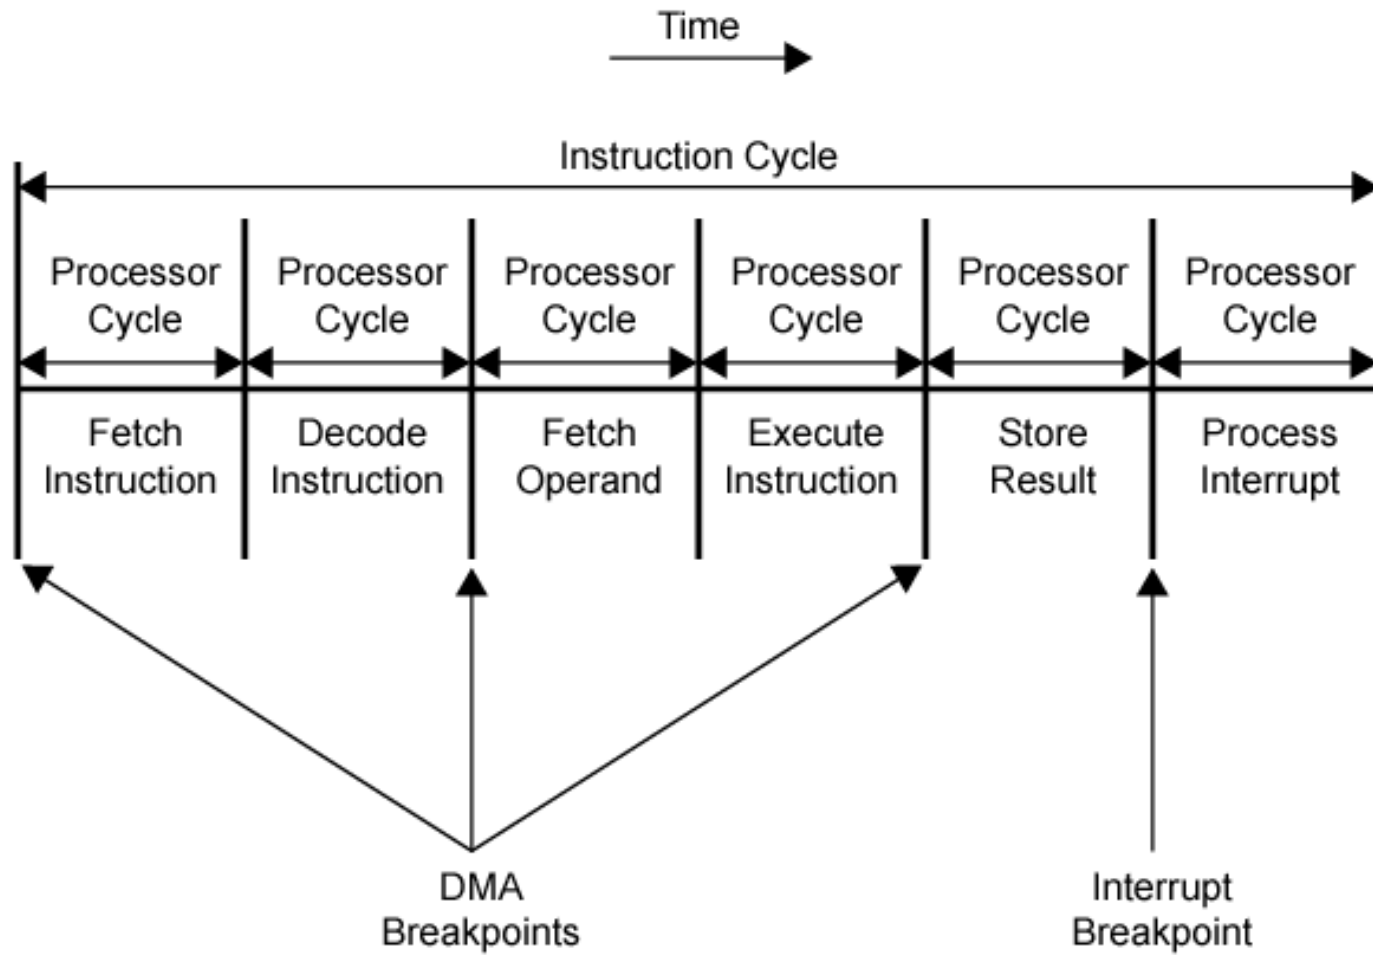 Time
Instruction Cycle
Processor Cycle
Processor Cycle
Processor Cycle
Processor Cycle
Processor Cycle
Processor Cycle
Fetch Instruction
Decode Instruction
Fetch Operand
Execute Instruction
Store Result
Process Interrupt
DMA Breakpoints
Interrupt Breakpoint